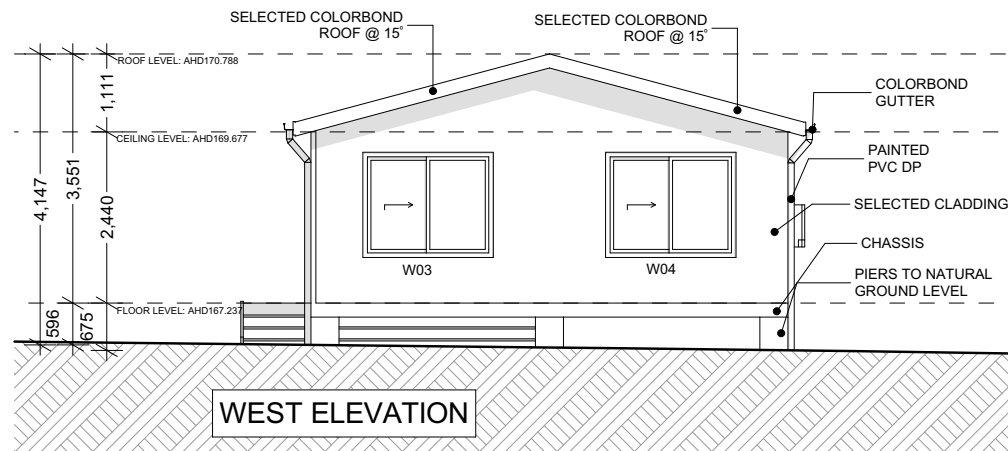 SELECTED COLORBOND
ROOF @ 15°
SELECTED COLORBOND
ROOF @ 15°
ROOF LEVEL: AHD170.788
COLORBOND
GUTTER
1,111
CEILING LEVEL: AHD169.677
PAINTED
PVC DP
4,147
3,551
2,440
SELECTED CLADDING
CHASSIS
W03
W04
PIERS TO NATURAL
GROUND LEVEL
FLOOR LEVEL: AHD167.237
596
675
WEST ELEVATION